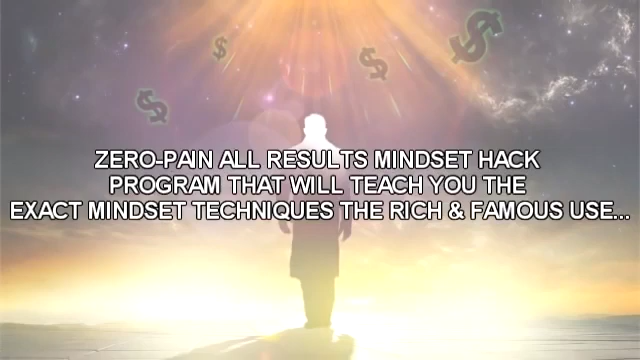 ZERO-PAIN ALL RESULTS MINDSET HACK
PROGRAM THAT WILL TEACH YOU THE
EXACT MINDSET TECHNIQUES THE RICH & FAMOUS USE...